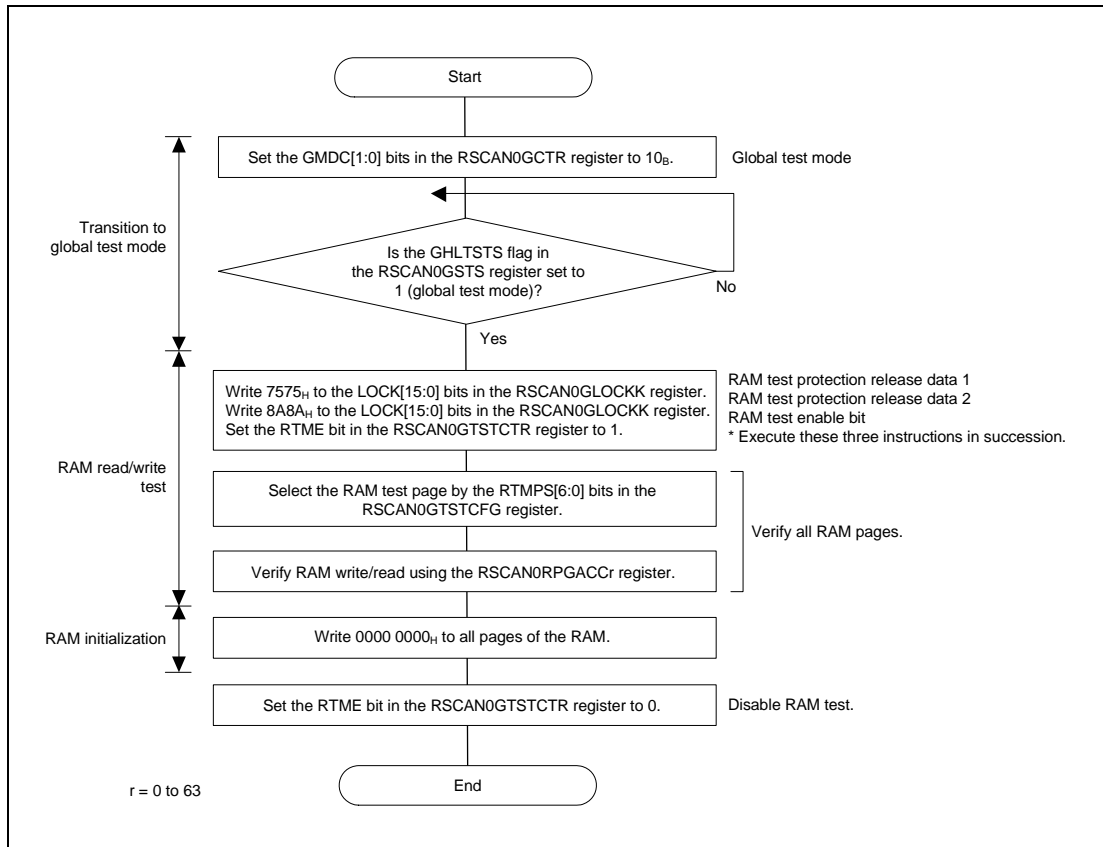 Start
Set the GMDC[1:0] bits in the RSCAN0GCTR register to 10B.
Global test mode
Transition to
global test mode
Is the GHLTSTS flag in
the RSCAN0GSTS register set to
1 (global test mode)?
No
Yes
Write 7575H to the LOCK[15:0] bits in the RSCAN0GLOCKK register.
Write 8A8AH to the LOCK[15:0] bits in the RSCAN0GLOCKK register.
Set the RTME bit in the RSCAN0GTSTCTR register to 1.
RAM test protection release data 1
RAM test protection release data 2
RAM test enable bit
* Execute these three instructions in succession.
RAM read/write
test
Select the RAM test page by the RTMPS[6:0] bits in the
RSCAN0GTSTCFG register.
Verify all RAM pages.
Verify RAM write/read using the RSCAN0RPGACCr register.
RAM initialization
Write 0000 0000H to all pages of the RAM.
Set the RTME bit in the RSCAN0GTSTCTR register to 0.
Disable RAM test.
End
r = 0 to 63